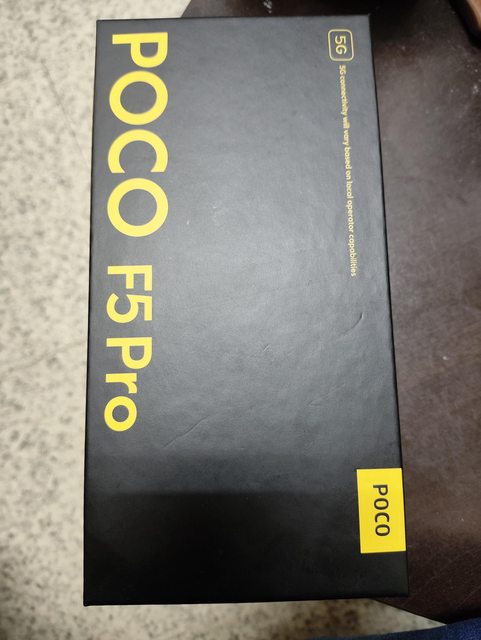 5G
5G connectivity will vary based on local operator capabilities
POCO F5 Pro
POCO